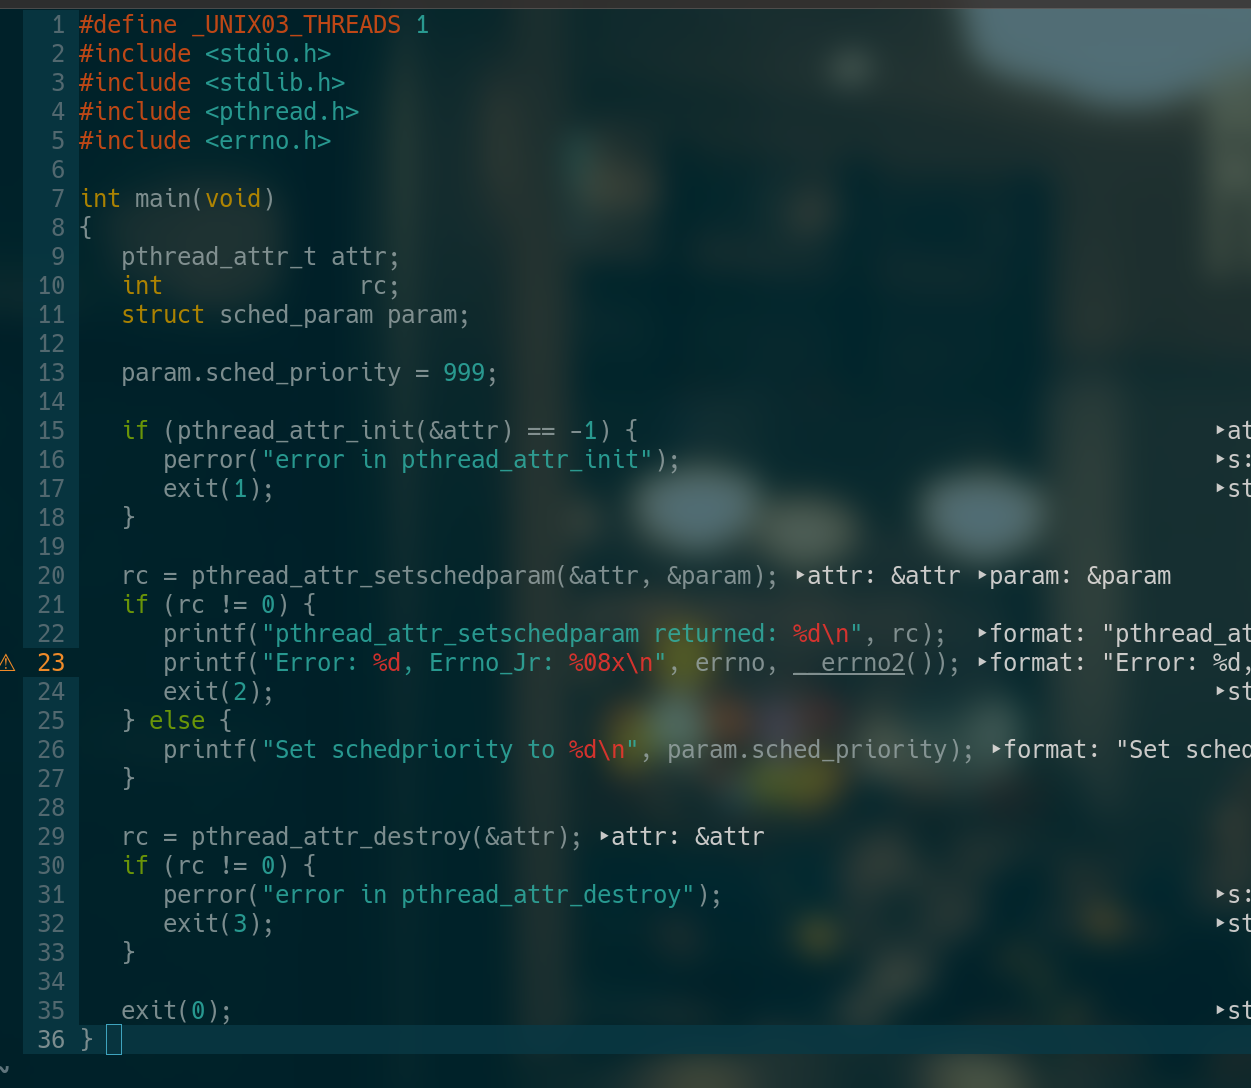 1 #define _UNIX03_THREADS 1
2 #include <stdio.h>
3 #include <stdlib.h>
4 #include <pthread.h>
5 #include <errno.h>
6
7 int main(void)
8 {
9    pthread_attr_t attr;
10    int              rc;
11    struct sched_param param;
12
13    param.sched_priority = 999;
14
15    if (pthread_attr_init(&attr) == -1) { ‣at
16       perror("error in pthread_attr_init"); ‣s:
17       exit(1); ‣st
18    }
19
20    rc = pthread_attr_setschedparam(&attr, &param); ‣attr: &attr ‣param: &param
21    if (rc != 0) {
22       printf("pthread_attr_setschedparam returned: %d\n", rc); ‣format: "pthread_at
⚠ 23       printf("Error: %d, Errno_Jr: %08x\n", errno, __errno2()); ‣format: "Error: %d,
24       exit(2); ‣st
25    } else {
26       printf("Set schedpriority to %d\n", param.sched_priority); ‣format: "Set sched
27    }
28
29    rc = pthread_attr_destroy(&attr); ‣attr: &attr
30    if (rc != 0) {
31       perror("error in pthread_attr_destroy"); ‣s:
32       exit(3); ‣st
33    }
34
35    exit(0); ‣st
36 }
~